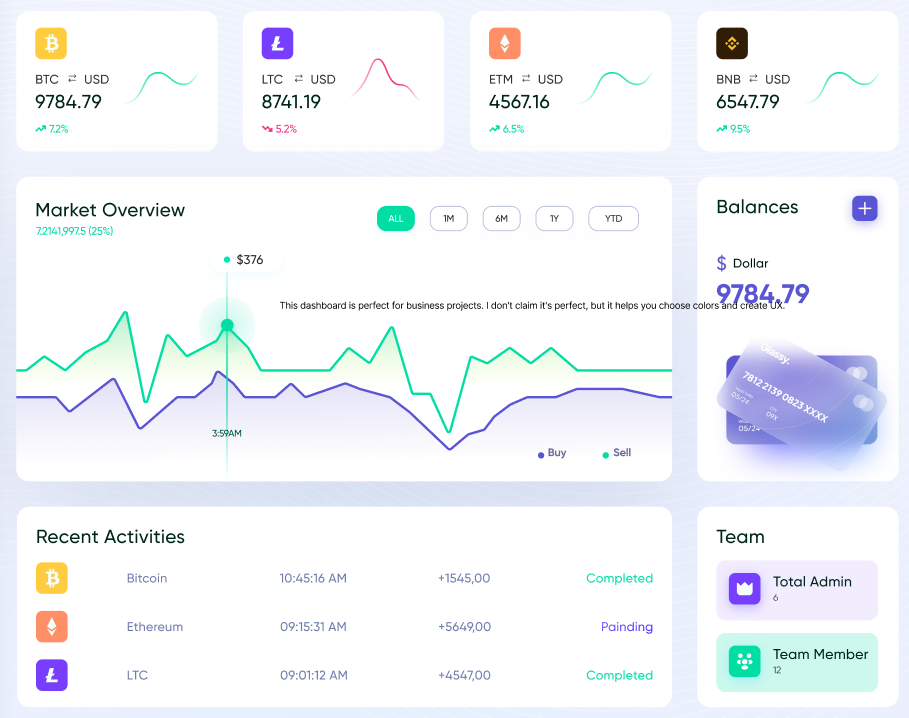 BTC ⇄ USD
9784.79
7.2%
LTC ⇄ USD
8741.19
5.2%
ETM ⇄ USD
4567.16
6.5%
BNB ⇄ USD
6547.79
9.5%
Market Overview
7.2141,997.5 (25%)
ALL
1M
6M
1Y
YTD
$376
This dashboard is perfect for business projects. I don't claim it's perfect, but it helps you choose colors and create UX.
3:59AM
Buy
Sell
Balances
$ Dollar
9784.79
Glassy.
7812 2139 0823 XXXX
05/24
09X
05/24
Recent Activities
Bitcoin 10:45:16 AM +1545,00 Completed
Ethereum 09:15:31 AM +5649,00 Painding
LTC 09:01:12 AM +4547,00 Completed
Team
Total Admin
6
Team Member
12